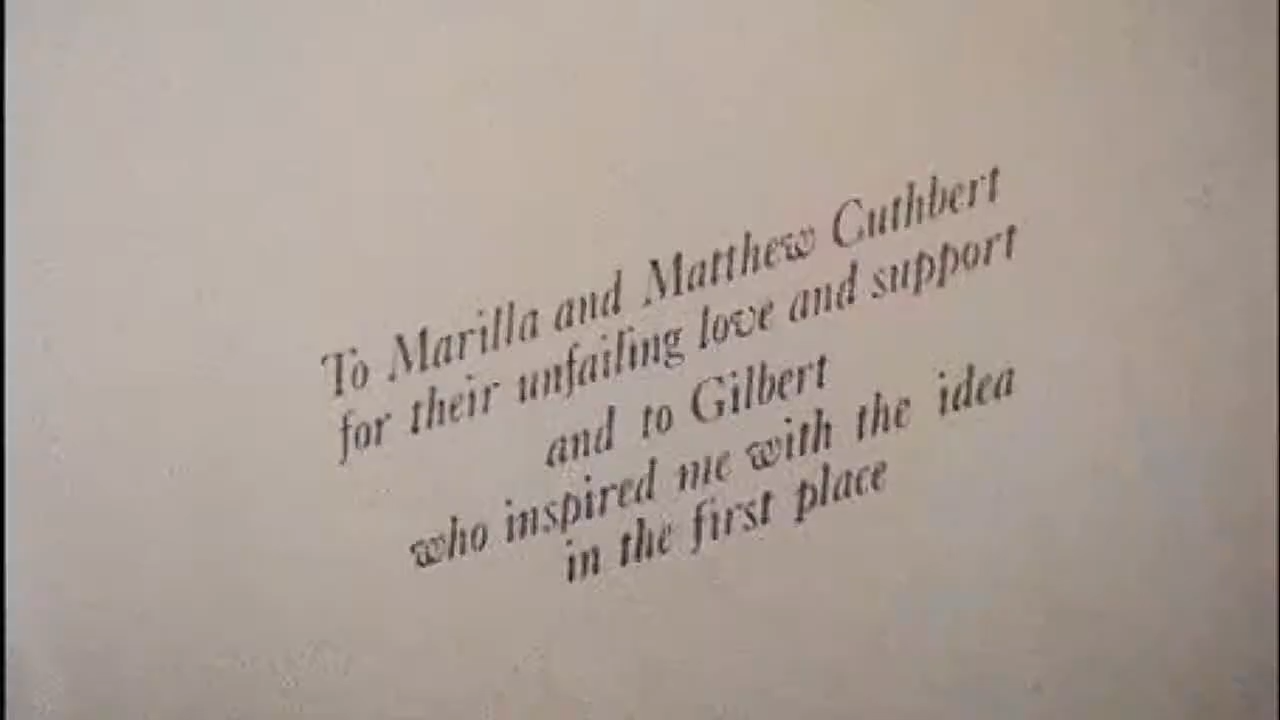 To Marilla and Matthew Cuthbert
for their unfailing love and support
and to Gilbert
who inspired me with the idea
in the first place